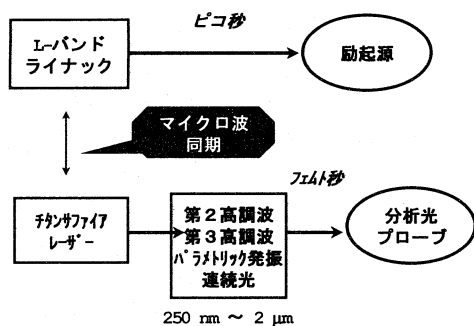 ピコ秒
L-バンド
ライナック
励起源
マイクロ波
同期
フェムト秒
チタンサファイア
レーザー
第2高調波
第3高調波
パラメトリック発振
連続光
分析光
プローブ
250 nm ~ 2 μm